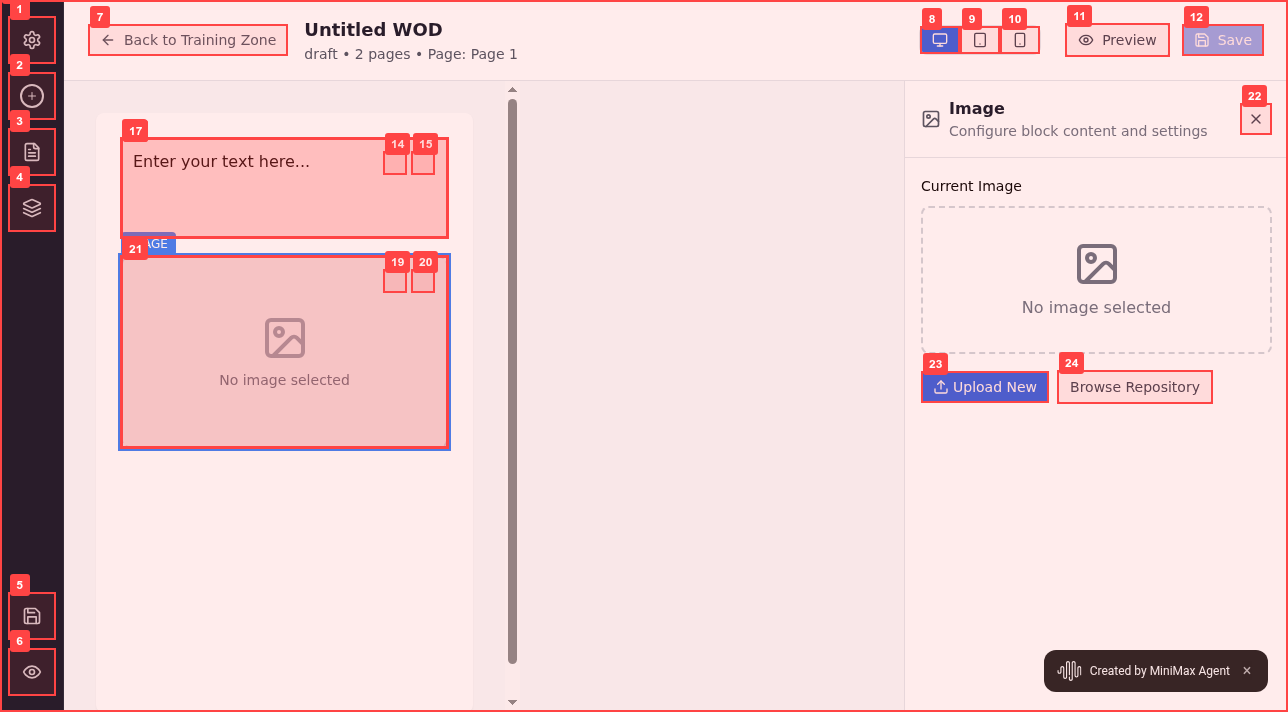 1
2
3
4
5
6
7
Back to Training Zone
Untitled WOD
draft • 2 pages • Page: Page 1
8
9
10
11
Preview
12
Save
17
14
15
Enter your text here...
AGE
21
19
20
No image selected
22
Image
Configure block content and settings
Current Image
No image selected
23
Upload New
24
Browse Repository
Created by MiniMax Agent